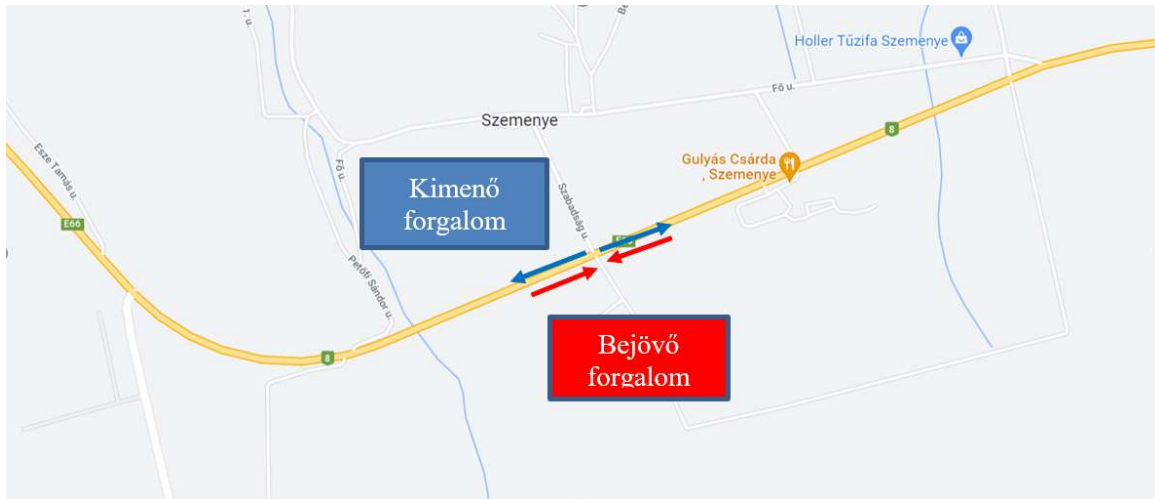 Holler Tűzifa Szemenye
Fő u.
8
Szemenye
Esze Tamás u.
Fő u.
Gulyás Csárda
, Szemenye
Kimenő
forgalom
Szabadság u.
E66
Petőfi Sándor u.
8
Bejövő
forgalom